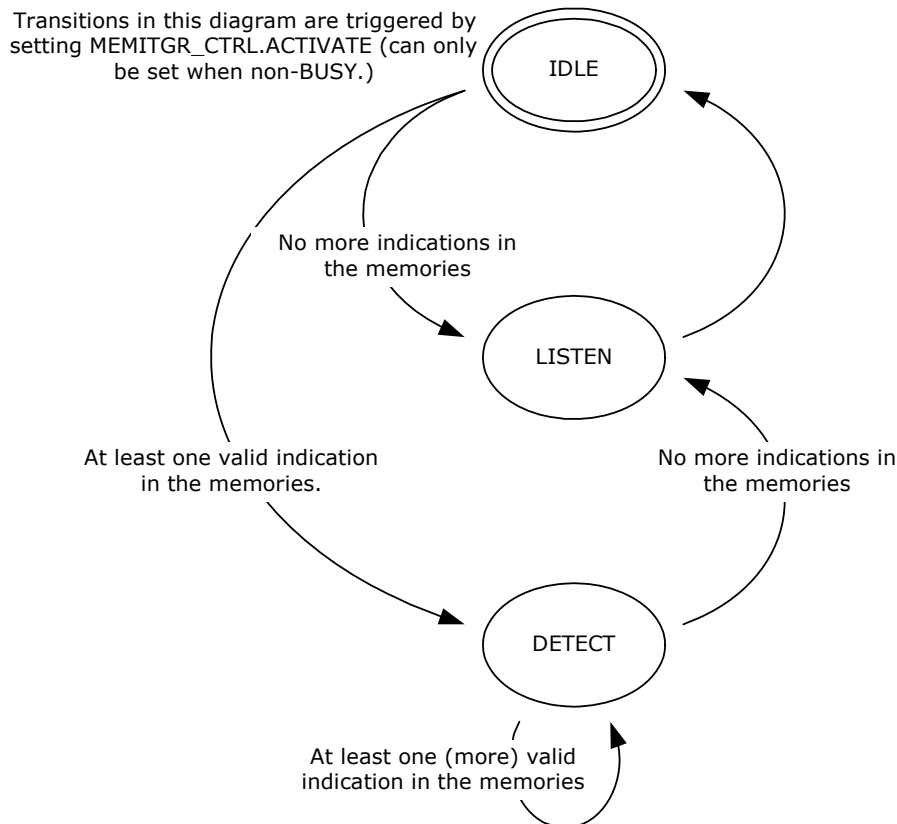 Transitions in this diagram are triggered by
setting MEMITGR_CTRL.ACTIVATE (can only
be set when non-BUSY.)
IDLE
No more indications in
the memories
LISTEN
At least one valid indication
in the memories.
No more indications in
the memories
DETECT
At least one (more) valid
indication in the memories